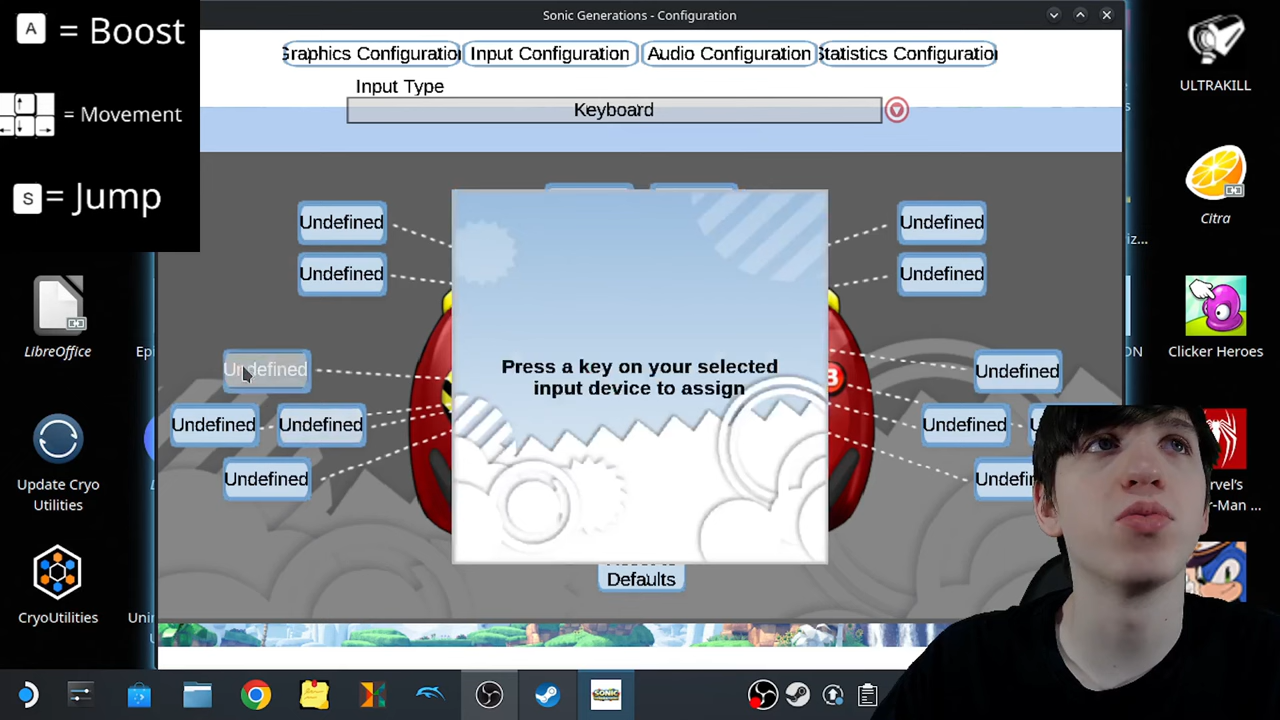 A = Boost
= Movement
S = Jump
Sonic Generations - Configuration
Graphics Configuration Input Configuration Audio Configuration Statistics Configuration
Input Type
Keyboard
Undefined
Undefined
Undefined
Undefined
Undefined
Undefined
Undefined
Undefined
Undefined
Undefined
Press a key on your selected
input device to assign
B
Defaults
ULTRAKILL
Citra
Clicker Heroes
LibreOffice
Update Cryo
Utilities
CryoUtilities
SONIC